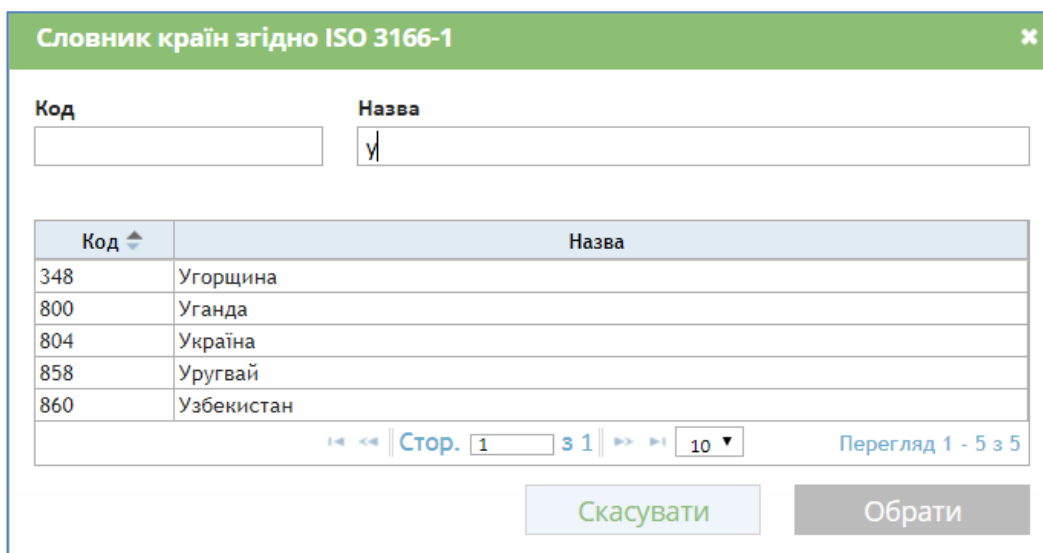 Словник країн згідно ISO 3166-1
Код Назва
у
Код Назва
348 Угорщина
800 Уганда
804 Україна
858 Уругвай
860 Узбекистан
Стор. 1 з 1 10 Перегляд 1 - 5 з 5
Скасувати Обрати